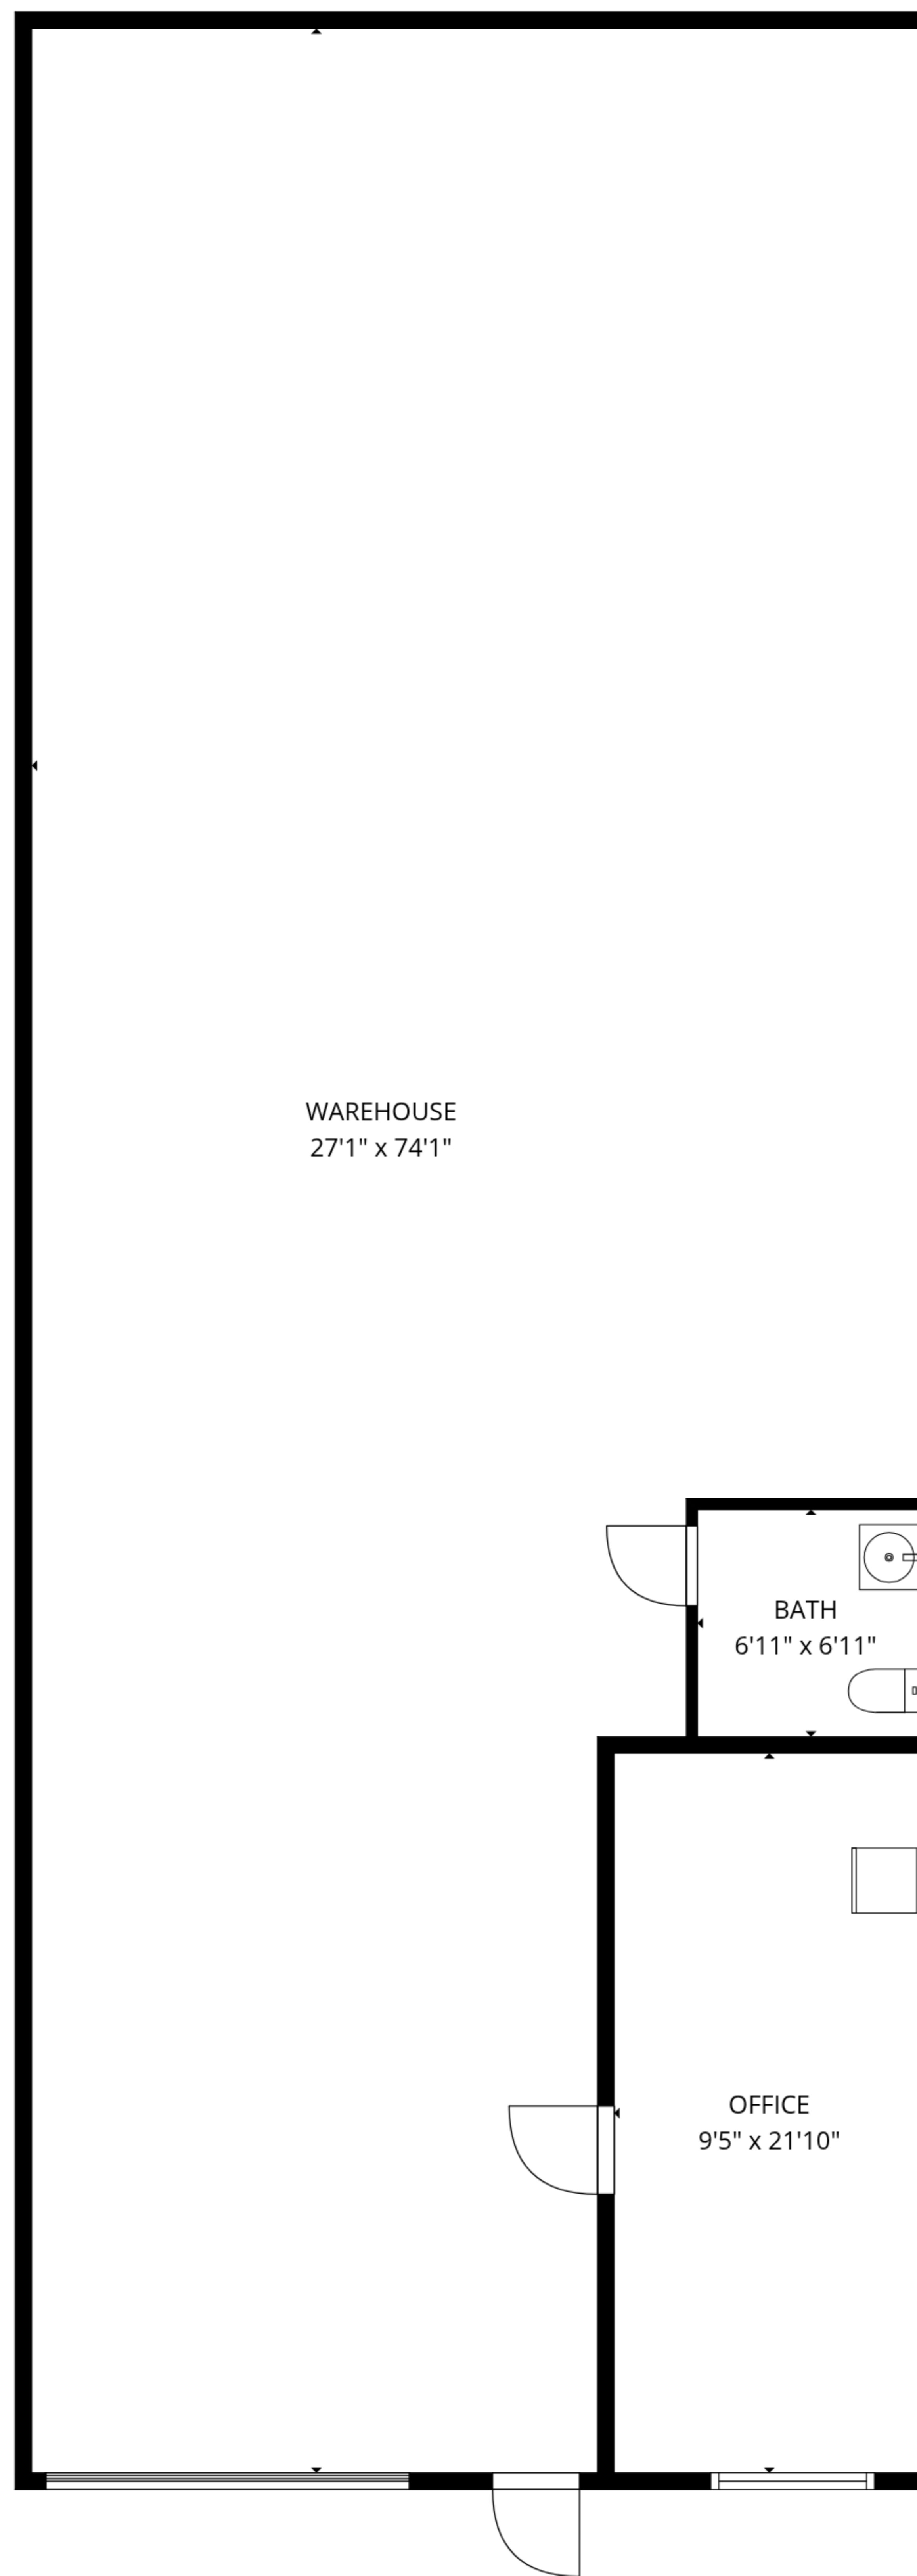 WAREHOUSE
27'1" x 74'1"
BATH
6'11" x 6'11"
OFFICE
9'5" x 21'10"